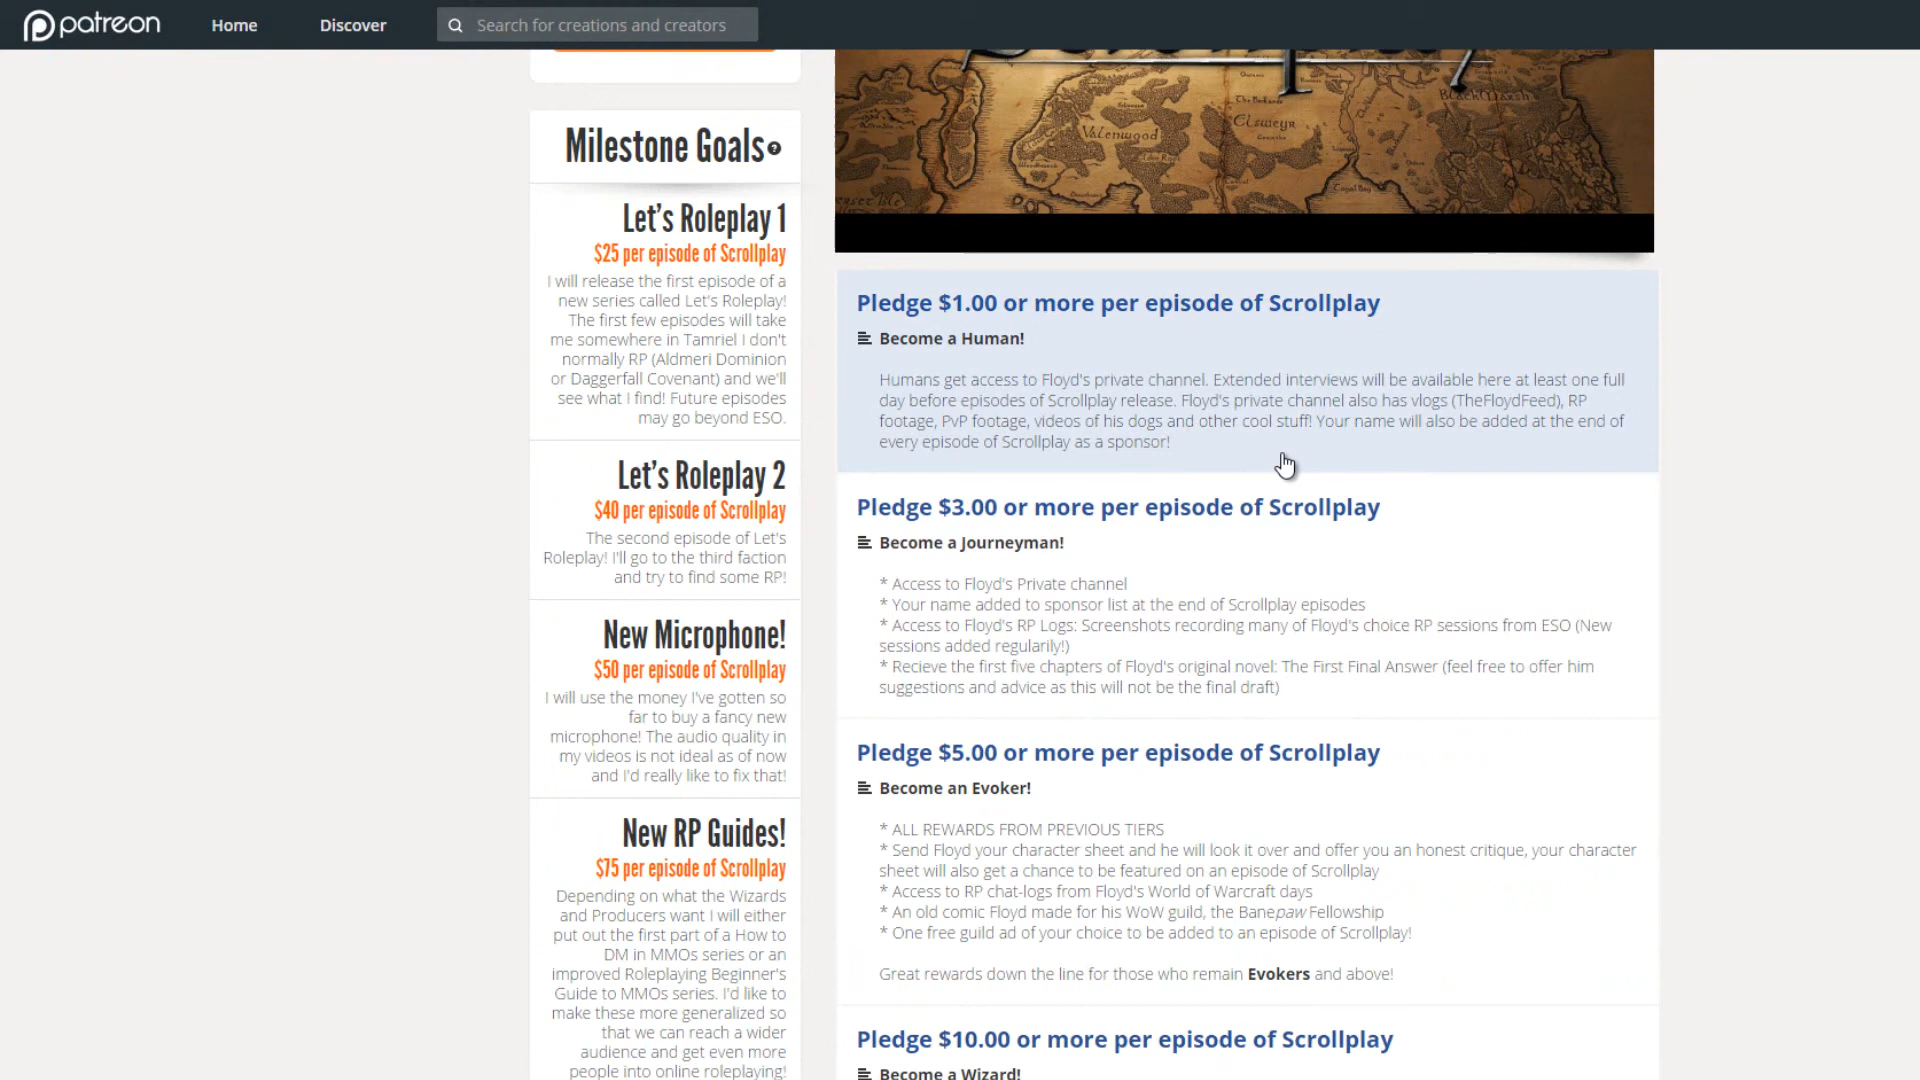 patreon
Home
Discover
Search for creations and creators
Milestone Goals
Let's Roleplay 1
$25 per episode of Scrollplay
I will release the first episode of a
new series called Let's Roleplay!
The first few episodes will take
me somewhere in Tamriel I don't
normally RP (Aldmeri Dominion
or Daggerfall Covenant) and we'll
see what I find! Future episodes
may go beyond ESO.
Let's Roleplay 2
$40 per episode of Scrollplay
The second episode of Let's
Roleplay! I'll go to the third faction
and try to find some RP!
New Microphone!
$50 per episode of Scrollplay
I will use the money I've gotten so
far to buy a fancy new
microphone! The audio quality in
my videos is not ideal as of now
and I'd really like to fix that!
New RP Guides!
$75 per episode of Scrollplay
Depending on what the Wizards
and Producers want I will either
put out the first part of a How to
DM in MMOs series or an
improved Roleplaying Beginner's
Guide to MMOs series. I'd like to
make these more generalized so
that we can reach a wider
audience and get even more
people into online roleplaying!
BlackMarsh
Elsweyr
Valenwood
Pledge $1.00 or more per episode of Scrollplay
Become a Human!
Humans get access to Floyd's private channel. Extended interviews will be available here at least one full
day before episodes of Scrollplay release. Floyd's private channel also has vlogs (TheFloydFeed), RP
footage, PvP footage, videos of his dogs and other cool stuff! Your name will also be added at the end of
every episode of Scrollplay as a sponsor!
Pledge $3.00 or more per episode of Scrollplay
Become a Journeyman!
* Access to Floyd's Private channel
* Your name added to sponsor list at the end of Scrollplay episodes
* Access to Floyd's RP Logs: Screenshots recording many of Floyd's choice RP sessions from ESO (New
sessions added regularily!)
* Recieve the first five chapters of Floyd's original novel: The First Final Answer (feel free to offer him
suggestions and advice as this will not be the final draft)
Pledge $5.00 or more per episode of Scrollplay
Become an Evoker!
* ALL REWARDS FROM PREVIOUS TIERS
* Send Floyd your character sheet and he will look it over and offer you an honest critique, your character
sheet will also get a chance to be featured on an episode of Scrollplay
* Access to RP chat-logs from Floyd's World of Warcraft days
* An old comic Floyd made for his WoW guild, the Banepaw Fellowship
* One free guild ad of your choice to be added to an episode of Scrollplay!
Great rewards down the line for those who remain Evokers and above!
Pledge $10.00 or more per episode of Scrollplay
Become a Wizard!